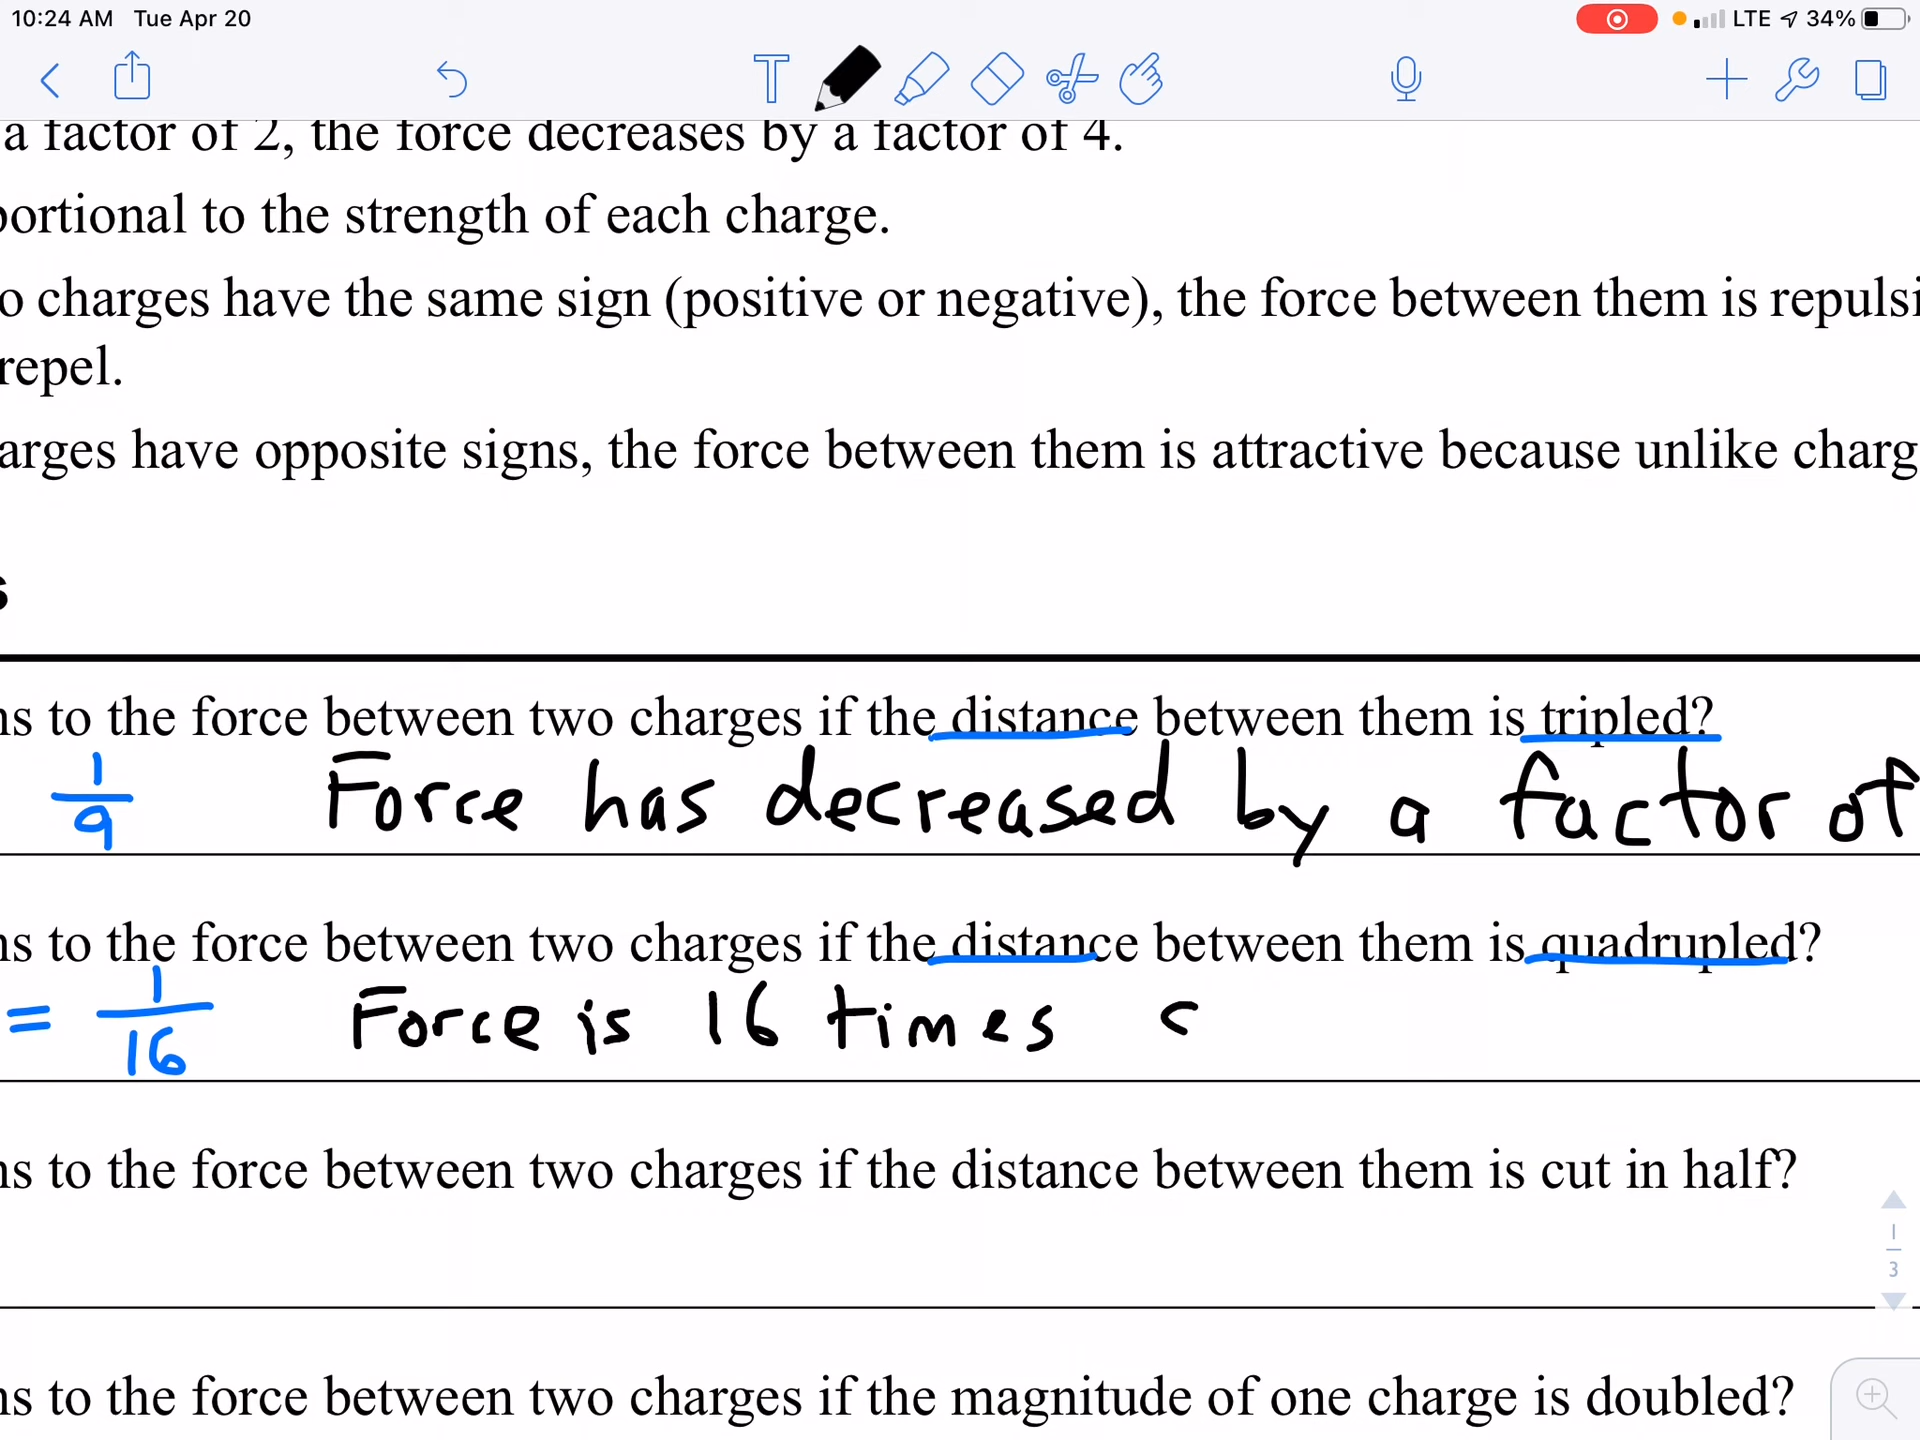 10:24 AM Tue Apr 20 LTE 34%
T
a factor of 2, the force decreases by a factor of 4.
portional to the strength of each charge.
o charges have the same sign (positive or negative), the force between them is repulsi
repel.
arges have opposite signs, the force between them is attractive because unlike charg
s
ns to the force between two charges if the distance between them is tripled?
1/9 Force has decreased by a factor of
ns to the force between two charges if the distance between them is quadrupled?
= 1/16 Force is 16 times s
ns to the force between two charges if the distance between them is cut in half?
1
3
ns to the force between two charges if the magnitude of one charge is doubled?